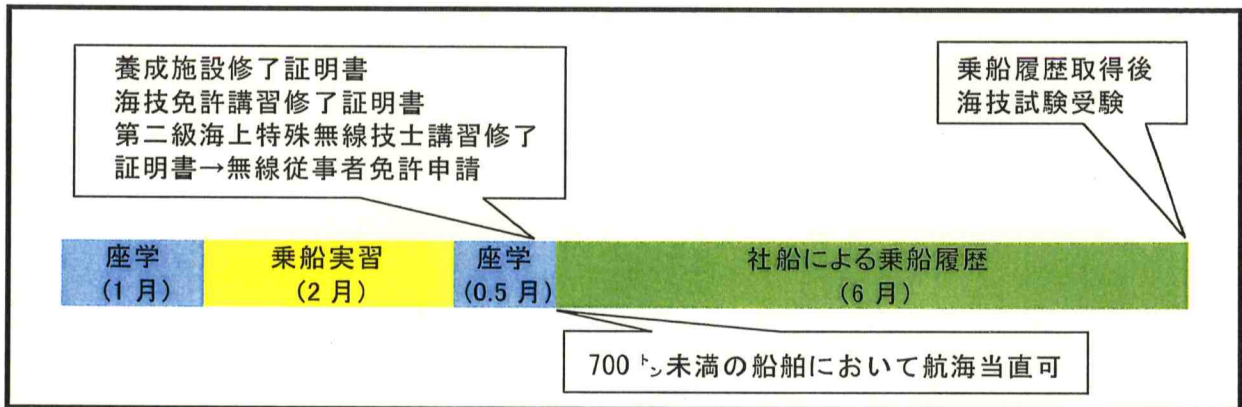 養成施設修了証明書
海技免許講習修了証明書
第二級海上特殊無線技士講習修了
証明書→無線従事者免許申請
乗船履歴取得後
海技試験受験
座学
(1 月)
乗船実習
(2 月)
座学
(0.5 月)
社船による乗船履歴
(6 月)
700 ㌧未満の船舶において航海当直可